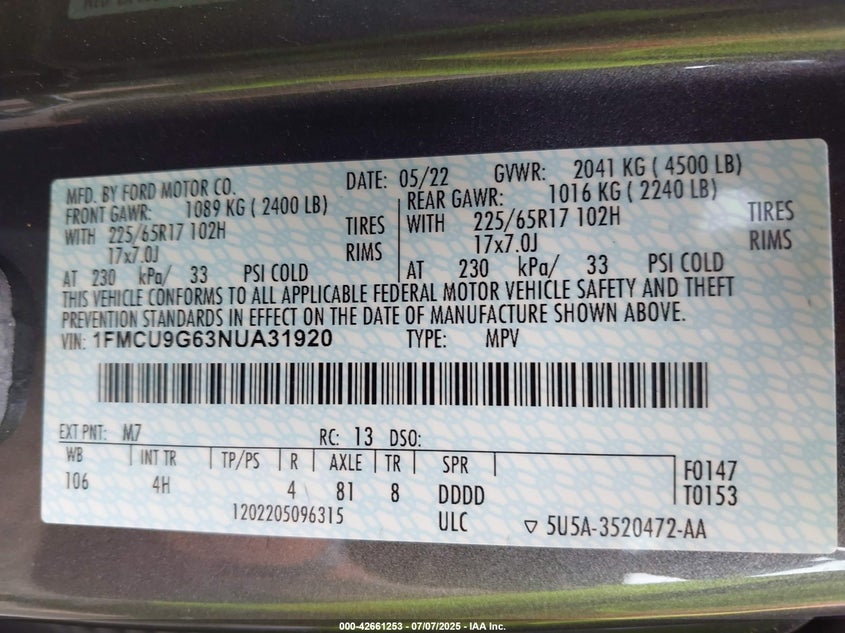 MFD. BY FORD MOTOR CO. DATE: 05/22 GVWR: 2041 KG ( 4500 LB)
FRONT GAWR: 1089 KG ( 2400 LB) REAR GAWR: 1016 KG ( 2240 LB)
WITH 225/65R17 102H TIRES WITH 225/65R17 102H TIRES
17x7.0J RIMS 17x7.0J RIMS
AT 230 kPa/ 33 PSI COLD AT 230 kPa/ 33 PSI COLD
THIS VEHICLE CONFORMS TO ALL APPLICABLE FEDERAL MOTOR VEHICLE SAFETY AND THEFT
PREVENTION STANDARDS IN EFFECT ON THE DATE OF MANUFACTURE SHOWN ABOVE.
VIN: 1FMCU9G63NUA31920 TYPE: MPV
EXT PNT: M7 RC: 13 DSO:
WB INT TR TP/PS R AXLE TR SPR F0147
106 4H 4 81 8 DDDD T0153
1202205096315 ULC ▽ 5U5A-3520472-AA
000-42661253 / 07/07/2025 - IAA Inc.